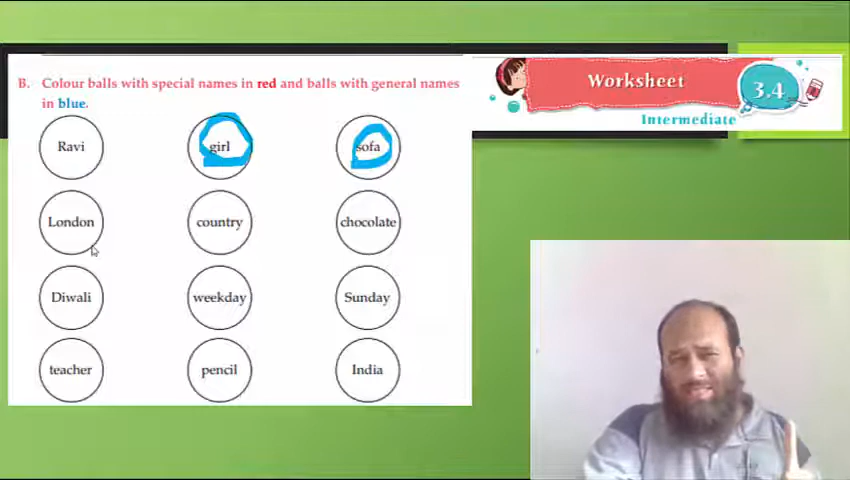 B. Colour balls with special names in red and balls with general names
in blue.
Worksheet
3.4
Intermediate
Ravi girl sofa
London country chocolate
Diwali weekday Sunday
teacher pencil India